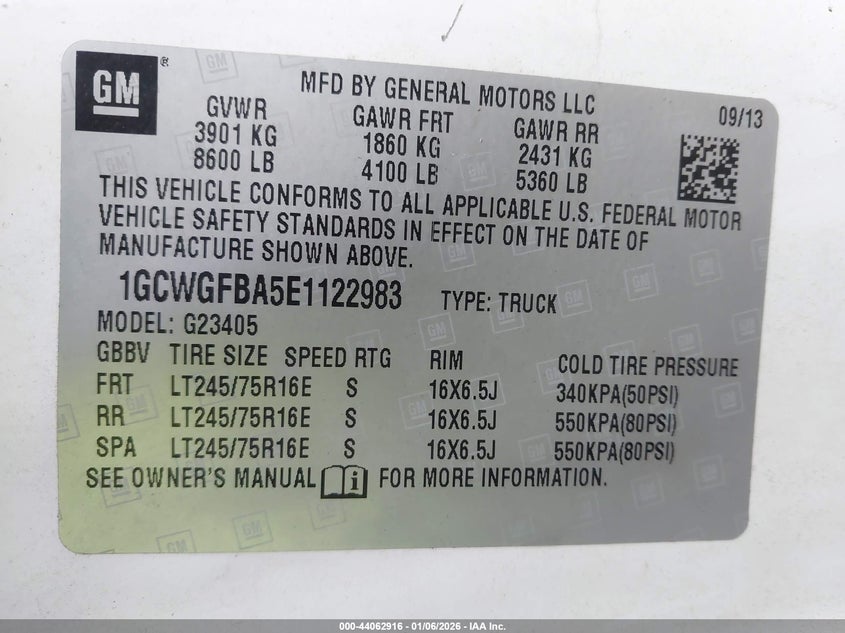 GM ®
MFD BY GENERAL MOTORS LLC
09/13
GVWR GAWR FRT GAWR RR
3901 KG 1860 KG 2431 KG
8600 LB 4100 LB 5360 LB
THIS VEHICLE CONFORMS TO ALL APPLICABLE U.S. FEDERAL MOTOR
VEHICLE SAFETY STANDARDS IN EFFECT ON THE DATE OF
MANUFACTURE SHOWN ABOVE.
1GCWGFBA5E1122983 TYPE: TRUCK
MODEL: G23405
GBBV TIRE SIZE SPEED RTG RIM COLD TIRE PRESSURE
FRT LT245/75R16E S 16X6.5J 340KPA(50PSI)
RR LT245/75R16E S 16X6.5J 550KPA(80PSI)
SPA LT245/75R16E S 16X6.5J 550KPA(80PSI)
SEE OWNER'S MANUAL i FOR MORE INFORMATION.
000-44062916 - 01/06/2026 - IAA Inc.